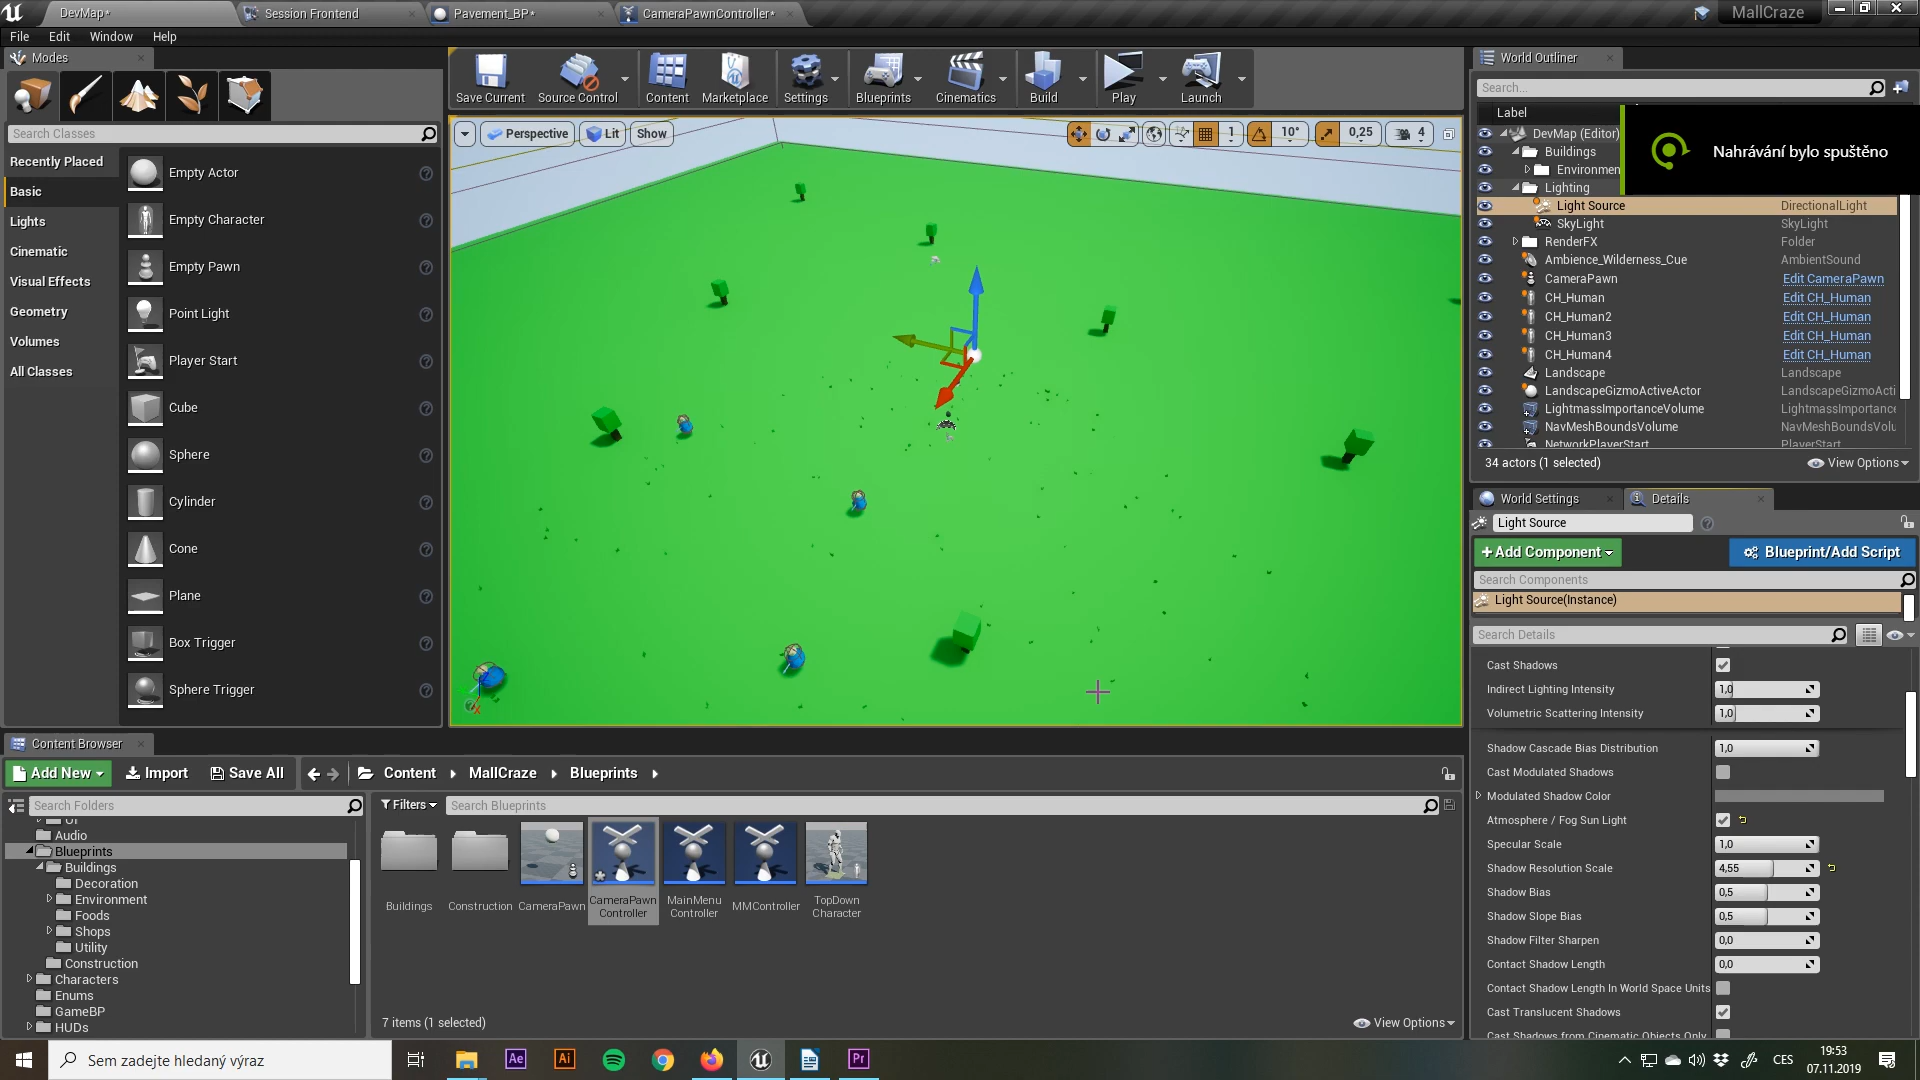 DevMap*
Session Frontend
Pavement_BP*
CameraPawnController*
MallCraze
File
Edit
Window
Help
Modes
Search Classes
Recently Placed
Basic
Lights
Cinematic
Visual Effects
Geometry
Volumes
All Classes
Empty Actor
Empty Character
Empty Pawn
Point Light
Player Start
Cube
Sphere
Cylinder
Cone
Plane
Box Trigger
Sphere Trigger
Save Current
Source Control
Content
Marketplace
Settings
Blueprints
Cinematics
Build
Play
Launch
Perspective
Lit
Show
1
10°
0,25
4
World Outliner
Search...
Label
DevMap (Editor)
Buildings
Environmen
Lighting
Nahrávání bylo spuštěno
Light Source DirectionalLight
SkyLight SkyLight
RenderFX Folder
Ambience_Wilderness_Cue AmbientSound
CameraPawn Edit CameraPawn
CH_Human Edit CH_Human
CH_Human2 Edit CH_Human
CH_Human3 Edit CH_Human
CH_Human4 Edit CH_Human
Landscape Landscape
LandscapeGizmoActiveActor LandscapeGizmoActi
LightmassImportanceVolume LightmassImportance
NavMeshBoundsVolume NavMeshBoundsVolu
NetworkPlayerStart PlayerStart
34 actors (1 selected)
View Options
World Settings
Details
Light Source
+Add Component
Blueprint/Add Script
Search Components
Light Source(Instance)
Search Details
Cast Shadows
Indirect Lighting Intensity 1,0
Volumetric Scattering Intensity 1,0
Shadow Cascade Bias Distribution 1,0
Cast Modulated Shadows
Modulated Shadow Color
Atmosphere / Fog Sun Light
Specular Scale 1,0
Shadow Resolution Scale 4,55
Shadow Bias 0,5
Shadow Slope Bias 0,5
Shadow Filter Sharpen 0,0
Contact Shadow Length 0,0
Contact Shadow Length In World Space Units
Cast Translucent Shadows
Cast Shadows from Cinematic Objects Only
Content Browser
Add New
Import
Save All
Content
MallCraze
Blueprints
Search Folders
Filters
Search Blueprints
UI
Audio
Blueprints
Buildings
Decoration
Environment
Foods
Shops
Utility
Construction
Characters
Enums
GameBP
HUDs
Buildings
Construction
CameraPawn
CameraPawn
Controller
MainMenu
Controller
MMController
TopDown
Character
7 items (1 selected)
View Options
Sem zadejte hledaný výraz
Ae
Ai
Pr
CES
19:53
07.11.2019